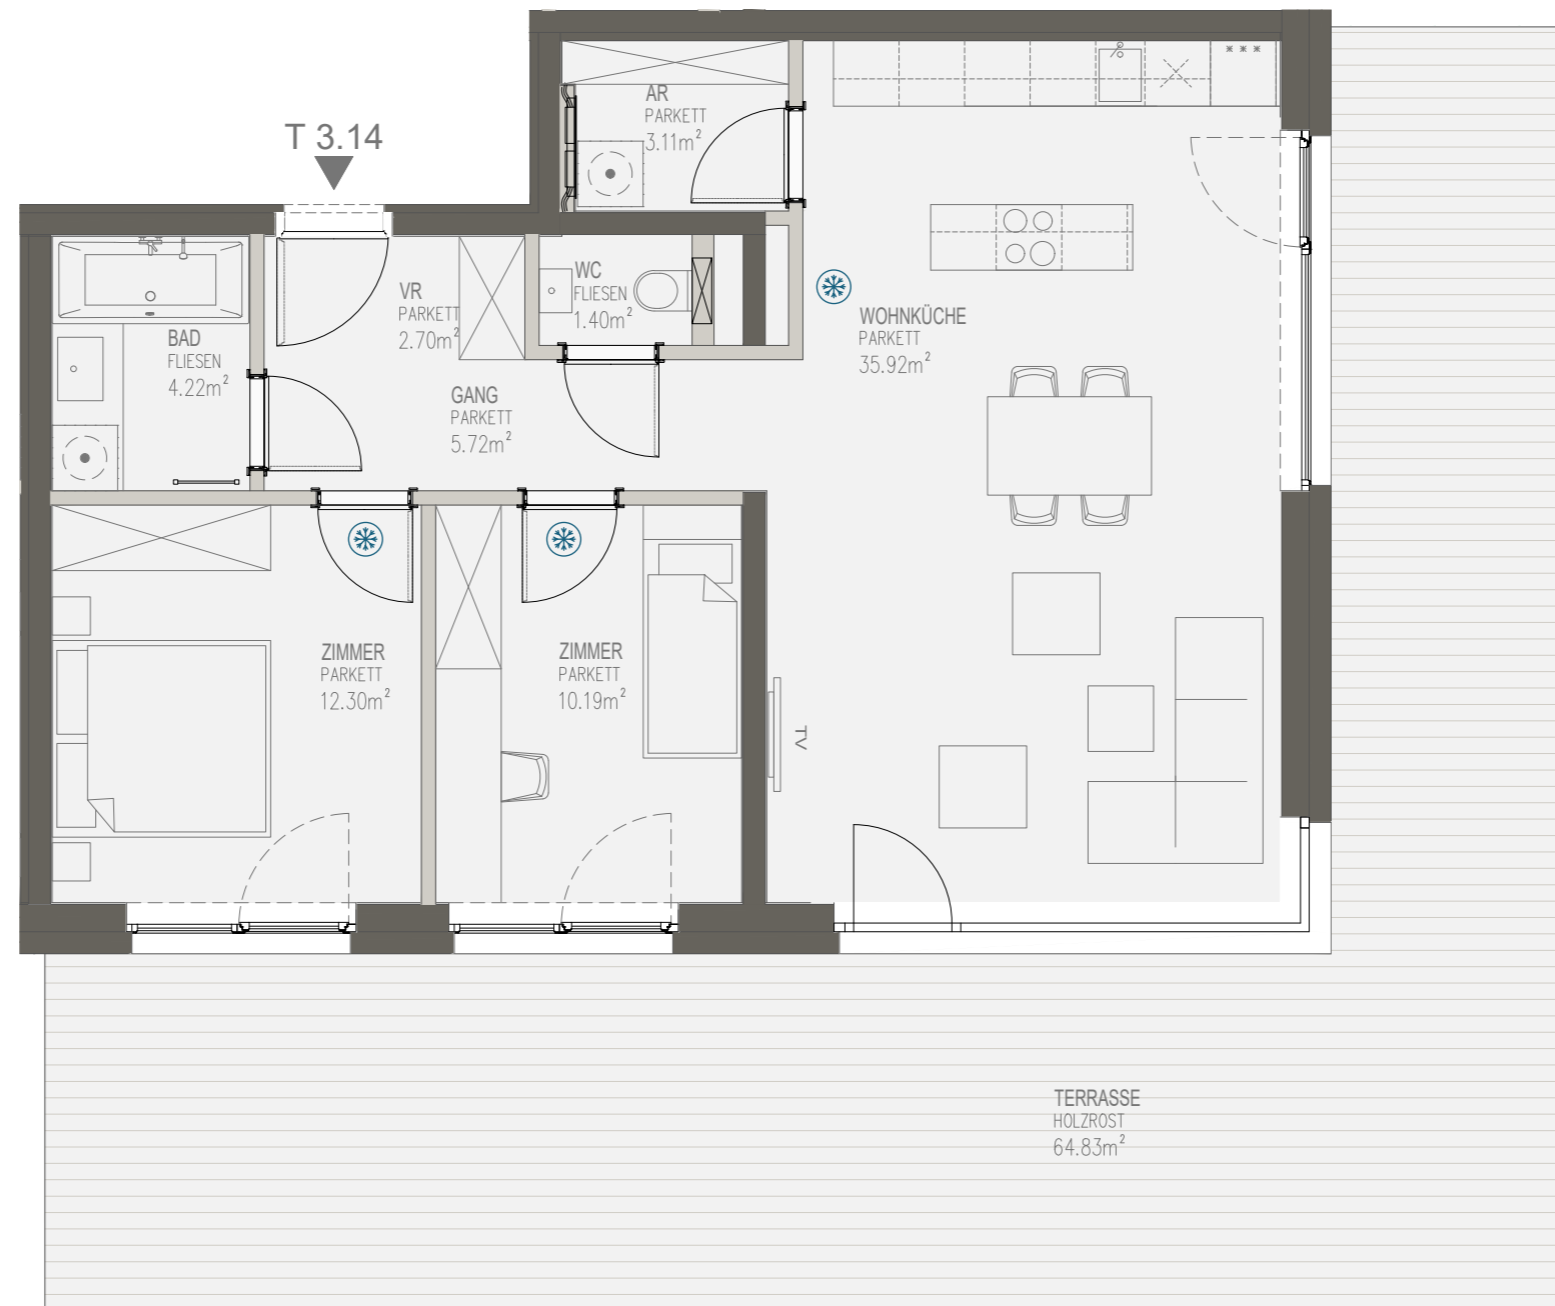 T 3.14
AR
PARKETT
3.11m²
VR
PARKETT
2.70m²
WC
FLIESEN
1.40m²
BAD
FLIESEN
4.22m²
GANG
PARKETT
5.72m²
WOHNKÜCHE
PARKETT
35.92m²
ZIMMER
PARKETT
12.30m²
ZIMMER
PARKETT
10.19m²
TV
TERRASSE
HOLZROST
64.83m²